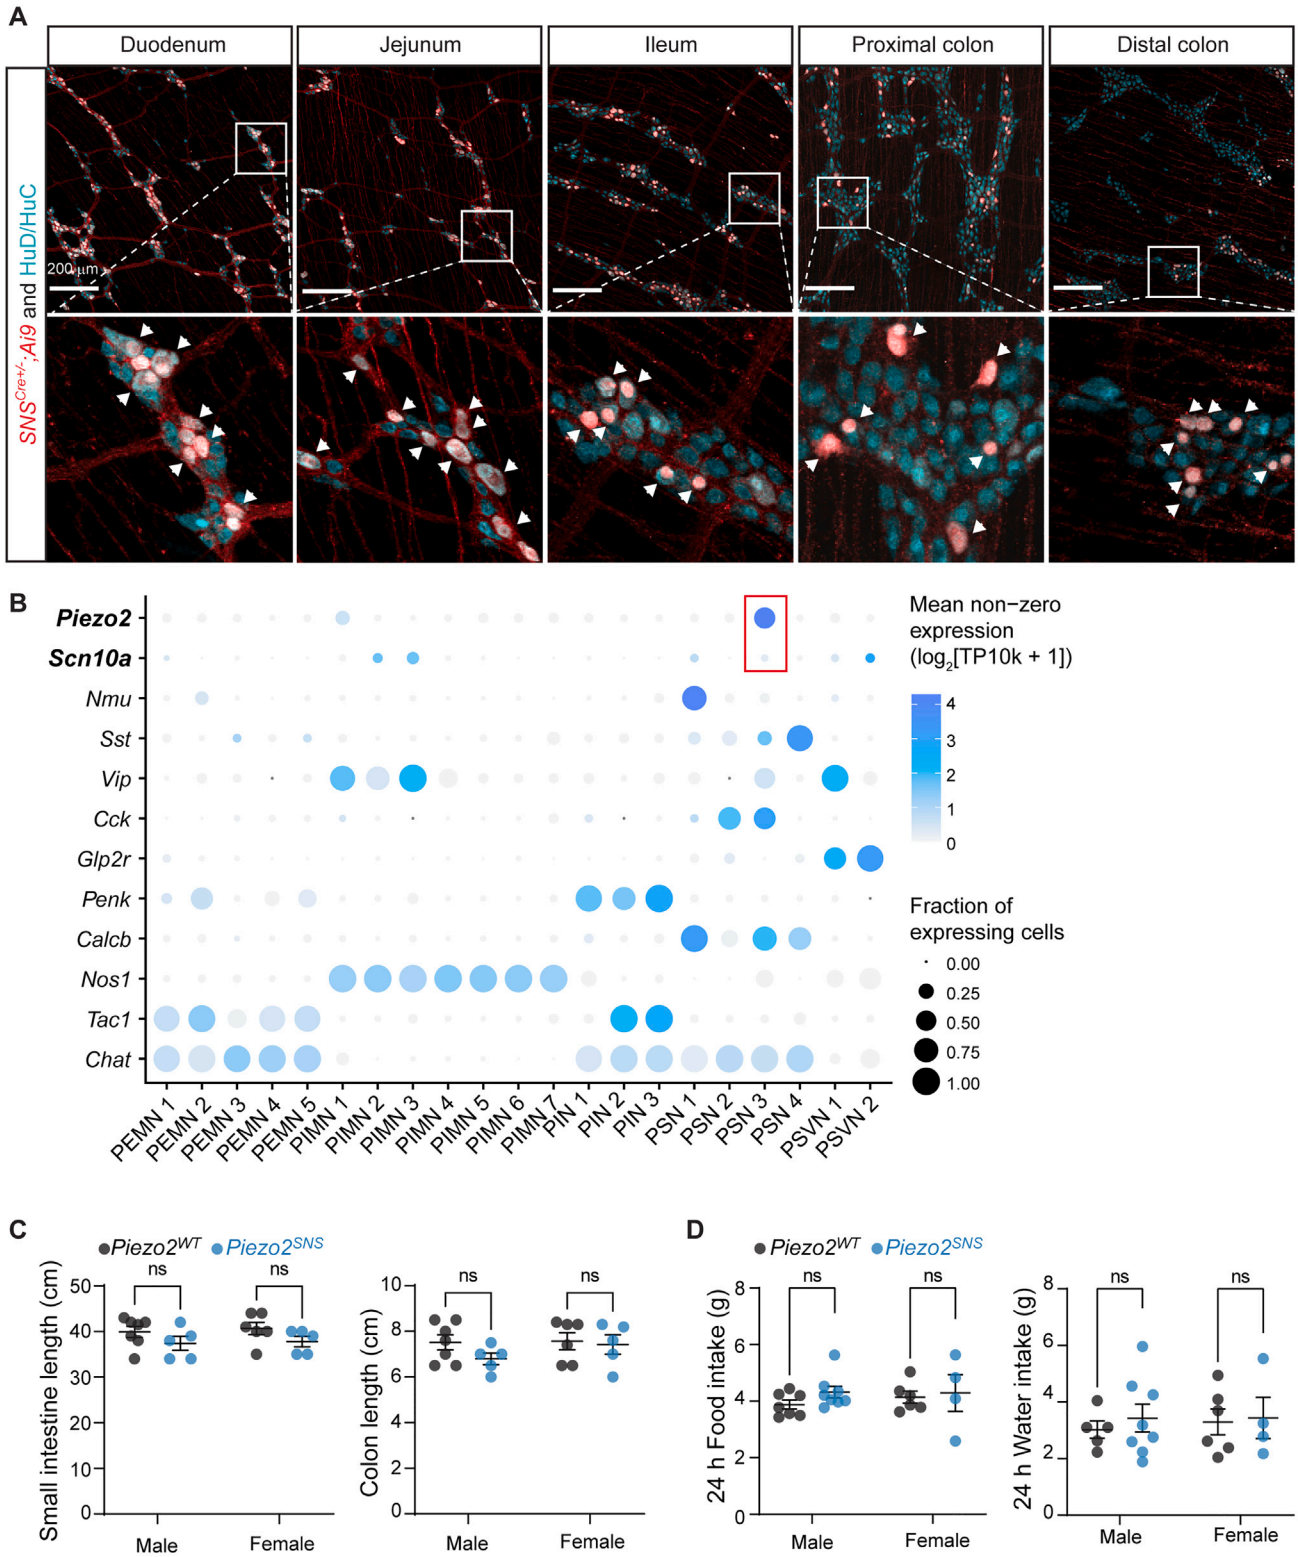 A
Duodenum
Jejunum
Ileum
Proximal colon
Distal colon
SNSCre+/-;Ai9 and HuD/HuC
200 µm
B
Piezo2
Scn10a
Nmu
Sst
Vip
Cck
Glp2r
Penk
Calcb
Nos1
Tac1
Chat
PEMN 1
PEMN 2
PEMN 3
PEMN 4
PEMN 5
PIMN 1
PIMN 2
PIMN 3
PIMN 4
PIMN 5
PIMN 6
PIMN 7
PIN 1
PIN 2
PIN 3
PSN 1
PSN 2
PSN 3
PSN 4
PSVN 1
PSVN 2
Mean non−zero
expression
(log2[TP10k + 1])
4
3
2
1
0
Fraction of
expressing cells
0.00
0.25
0.50
0.75
1.00
C
Piezo2WT Piezo2SNS
Small intestine length (cm)
50
40
30
20
10
0
ns
ns
Male
Female
Colon length (cm)
10
8
6
4
2
0
ns
ns
Male
Female
D
Piezo2WT Piezo2SNS
24 h Food intake (g)
8
6
4
2
0
ns
ns
Male
Female
24 h Water intake (g)
8
6
4
2
0
ns
ns
Male
Female